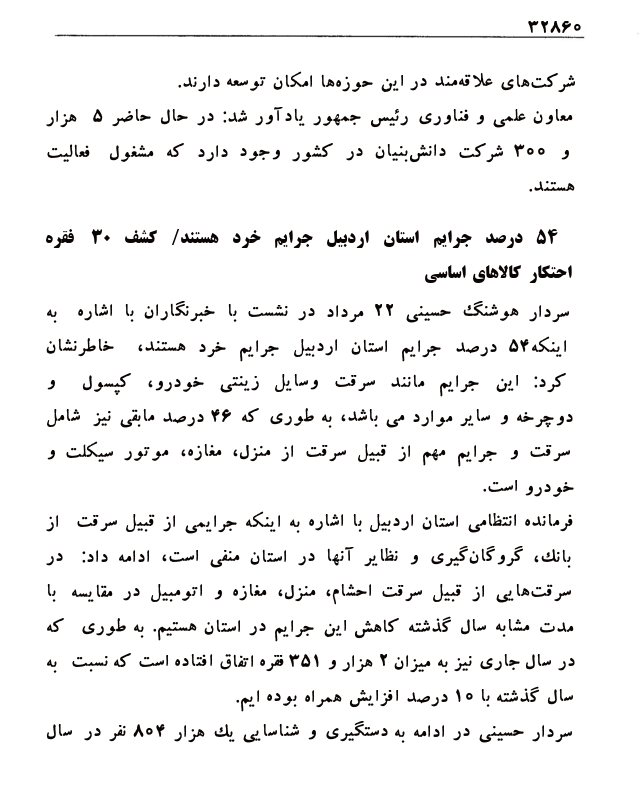 ۳۲۸۶۰
شرکت‌های علاقه‌مند در این حوزه‌ها امکان توسعه دارند.
معاون علمی و فناوری رئیس جمهور یادآور شد: در حال حاضر ۵ هزار
و ۳۰۰ شرکت دانش‌بنیان در کشور وجود دارد که مشغول فعالیت
هستند.
۵۴ درصد جرایم استان اردبیل جرایم خرد هستند/ کشف ۳۰ فقره
احتکار کالاهای اساسی
سردار هوشنگ حسینی ۲۲ مرداد در نشست با خبرنگاران با اشاره به
اینکه۵۴ درصد جرایم استان اردبیل جرایم خرد هستند، خاطرنشان
کرد: این جرایم مانند سرقت وسایل زینتی خودرو، کپسول و
دوچرخه و سایر موارد می باشد، به طوری که ۴۶ درصد مابقی نیز شامل
سرقت و جرایم مهم از قبیل سرقت از منزل، مغازه، موتور سیکلت و
خودرو است.
فرمانده انتظامی استان اردبیل با اشاره به اینکه جرایمی از قبیل سرقت از
بانك، گروگان‌گیری و نظایر آنها در استان منفی است، ادامه داد: در
سرقت‌هایی از قبیل سرقت احشام، منزل، مغازه و اتومبیل در مقایسه با
مدت مشابه سال گذشته کاهش این جرایم در استان هستیم. به طوری که
در سال جاری نیز به میزان ۲ هزار و ۳۵۱ فقره اتفاق افتاده است که نسبت به
سال گذشته با ۱۰ درصد افزایش همراه بوده ایم.
سردار حسینی در ادامه به دستگیری و شناسایی یك هزار ۸۰۴ نفر در سال